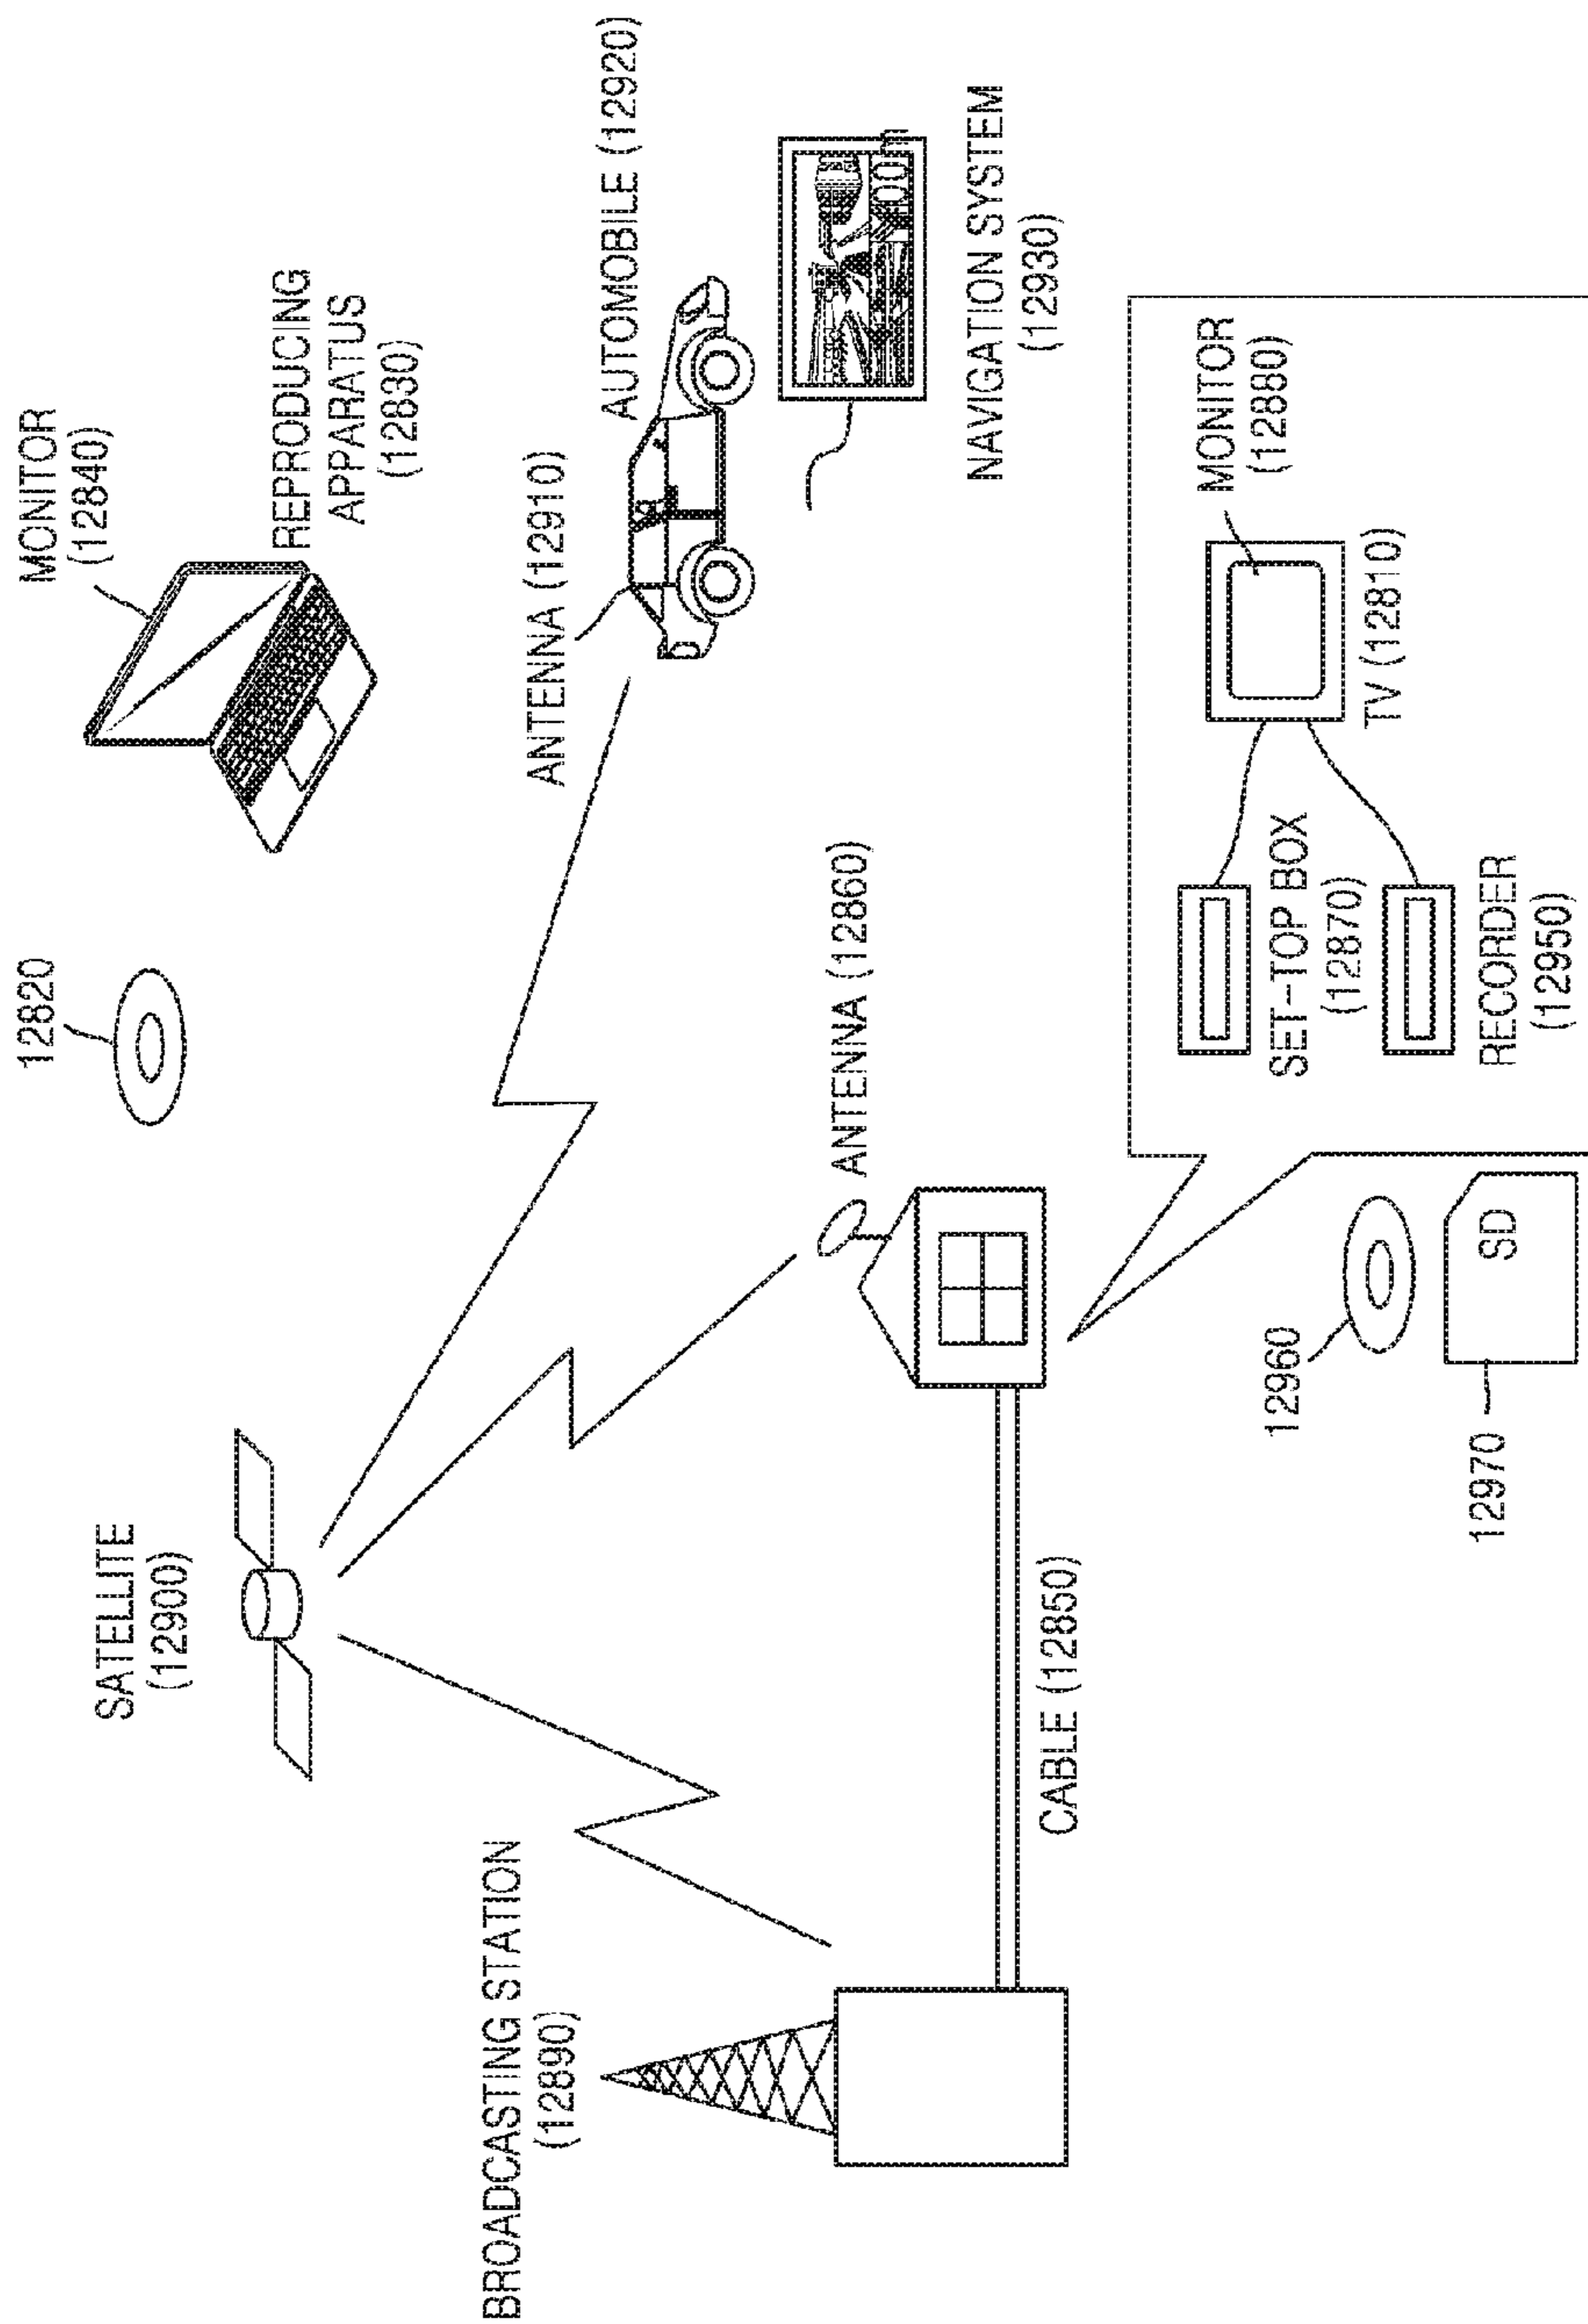 SATELLITE
(12900)
12820
MONITOR
(12840)
REPRODUCING
APPARATUS
(12830)
BROADCASTING STATION
(12890)
ANTENNA (12910)
AUTOMOBILE (12920)
100m
NAVIGATION SYSTEM
(12930)
ANTENNA (12860)
CABLE (12850)
12960
SD
12970
SET-TOP BOX
(12870)
RECORDER
(12950)
MONITOR
(12880)
TV (12810)